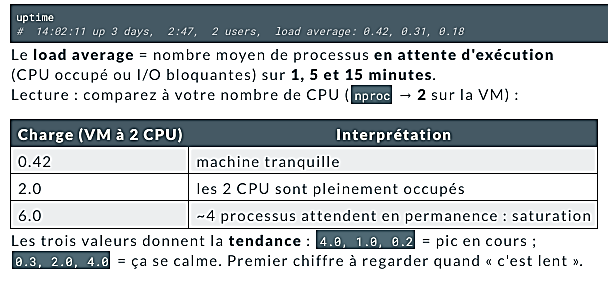 uptime
# 14:02:11 up 3 days, 2:47, 2 users, load average: 0.42, 0.31, 0.18
Le load average = nombre moyen de processus en attente d'exécution
(CPU occupé ou I/O bloquantes) sur 1, 5 et 15 minutes.
Lecture : comparez à votre nombre de CPU ( nproc → 2 sur la VM) :
Charge (VM à 2 CPU) Interprétation
0.42 machine tranquille
2.0 les 2 CPU sont pleinement occupés
6.0 ~4 processus attendent en permanence : saturation
Les trois valeurs donnent la tendance : 4.0, 1.0, 0.2 = pic en cours ;
0.3, 2.0, 4.0 = ça se calme. Premier chiffre à regarder quand « c'est lent ».